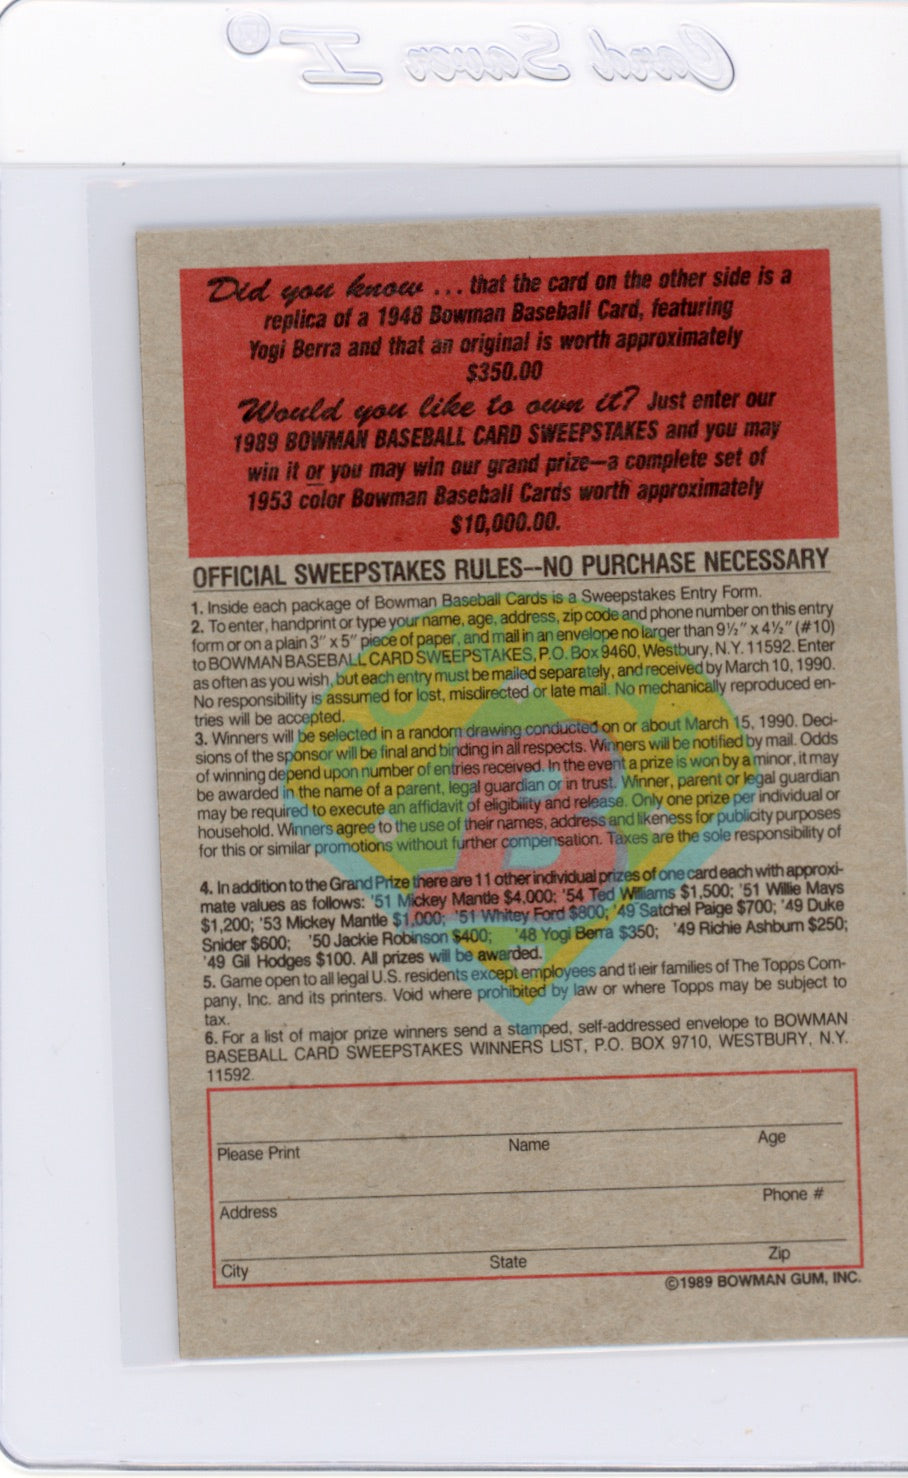 Card Saver I
Did you know ... that the card on the other side is a
replica of a 1948 Bowman Baseball Card, featuring
Yogi Berra and that an original is worth approximately
$350.00
Would you like to own it? Just enter our
1989 BOWMAN BASEBALL CARD SWEEPSTAKES and you may
win it or you may win our grand prize—a complete set of
1953 color Bowman Baseball Cards worth approximately
$10,000.00.
OFFICIAL SWEEPSTAKES RULES--NO PURCHASE NECESSARY
1. Inside each package of Bowman Baseball Cards is a Sweepstakes Entry Form.
2. To enter, handprint or type your name, age, address, zip code and phone number on this entry
form or on a plain 3" x 5" piece of paper, and mail in an envelope no larger than 9½" x 4½" (#10)
to BOWMAN BASEBALL CARD SWEEPSTAKES, P.O. Box 9460, Westbury, N.Y. 11592. Enter
as often as you wish, but each entry must be mailed separately, and received by March 10, 1990.
No responsibility is assumed for lost, misdirected or late mail. No mechanically reproduced en-
tries will be accepted.
3. Winners will be selected in a random drawing conducted on or about March 15, 1990. Deci-
sions of the sponsor will be final and binding in all respects. Winners will be notified by mail. Odds
of winning depend upon number of entries received. In the event a prize is won by a minor, it may
be awarded in the name of a parent, legal guardian or in trust. Winner, parent or legal guardian
may be required to execute an affidavit of eligibility and release. Only one prize per individual or
household. Winners agree to the use of their names, address and likeness for publicity purposes
for this or similar promotions without further compensation. Taxes are the sole responsibility of
4. In addition to the Grand Prize there are 11 other individual prizes of one card each with approxi-
mate values as follows: '51 Mickey Mantle $4,000; '54 Ted Williams $1,500; '51 Willie Mays
$1,200; '53 Mickey Mantle $1,000; '51 Whitey Ford $800; '49 Satchel Paige $700; '49 Duke
Snider $600; '50 Jackie Robinson $400; '48 Yogi Berra $350; '49 Richie Ashburn $250;
'49 Gil Hodges $100. All prizes will be awarded.
5. Game open to all legal U.S. residents except employees and their families of The Topps Com-
pany, Inc. and its printers. Void where prohibited by law or where Topps may be subject to
tax.
6. For a list of major prize winners send a stamped, self-addressed envelope to BOWMAN
BASEBALL CARD SWEEPSTAKES WINNERS LIST, P.O. BOX 9710, WESTBURY, N.Y.
11592.
Please Print Name Age
Address Phone #
City State Zip
©1989 BOWMAN GUM, INC.